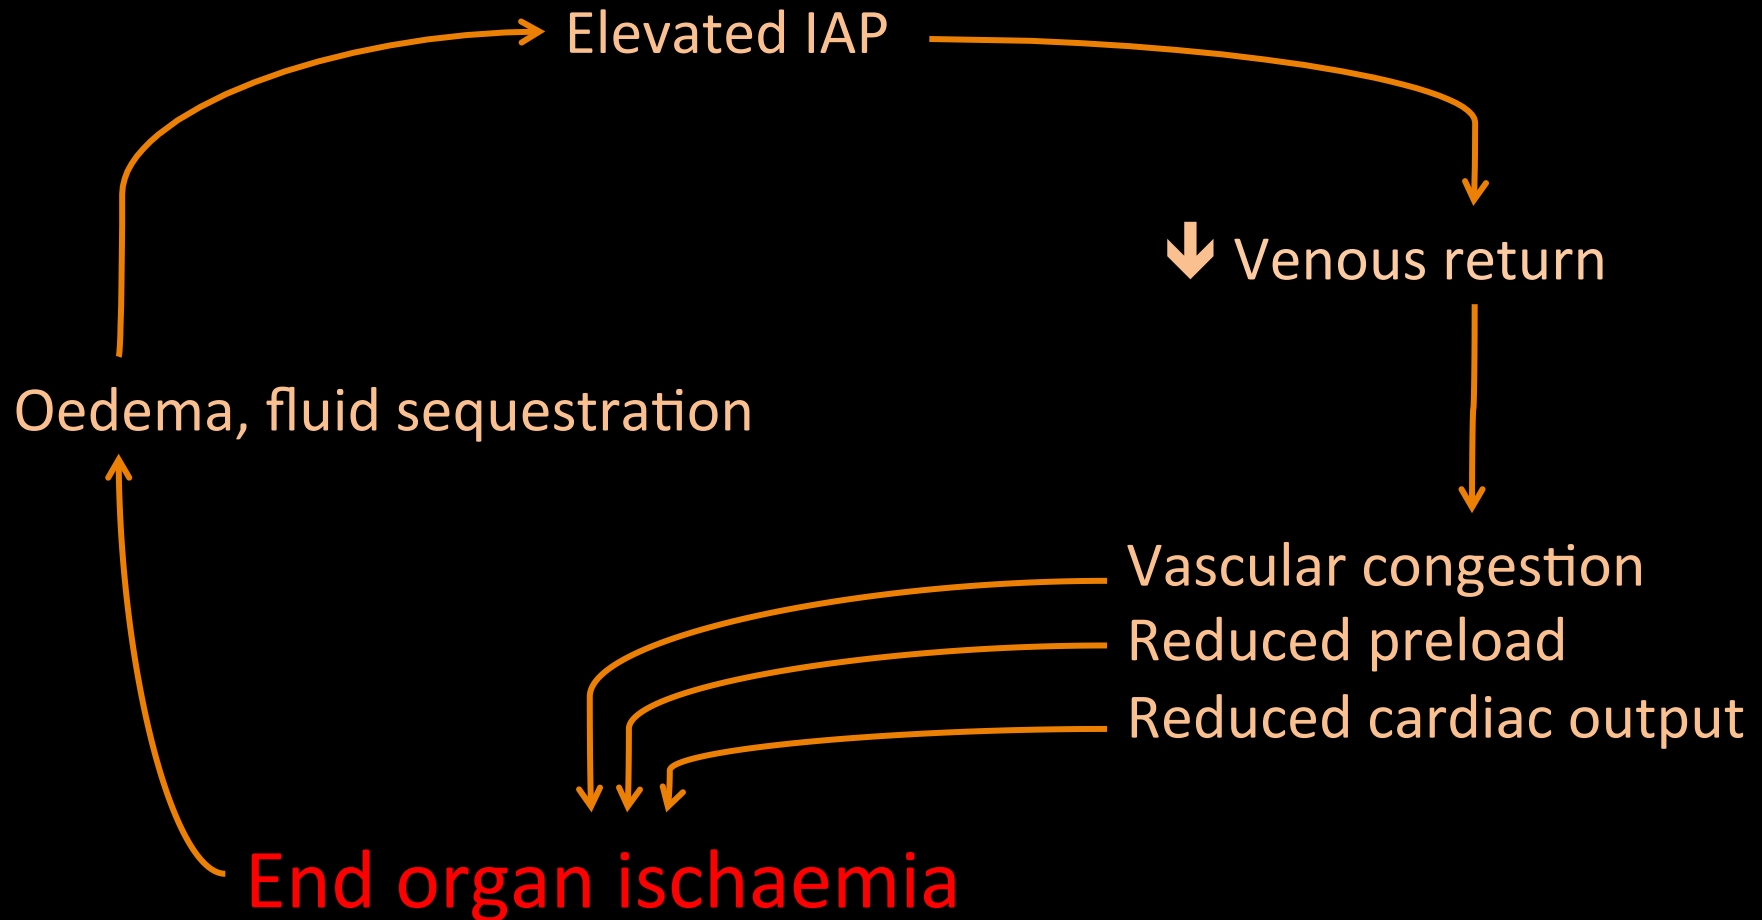 Elevated IAP
Venous return
Oedema, fluid sequestration
Vascular congestion
Reduced preload
Reduced cardiac output
End organ ischaemia